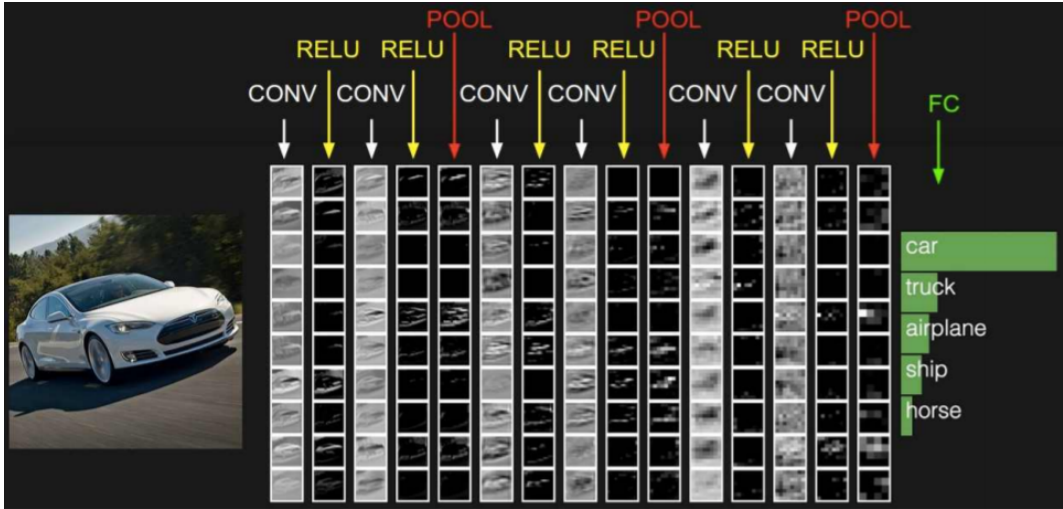 POOL POOL POOL
RELU RELU RELU RELU RELU RELU
CONV CONV CONV CONV CONV CONV
FC
car
truck
airplane
ship
horse